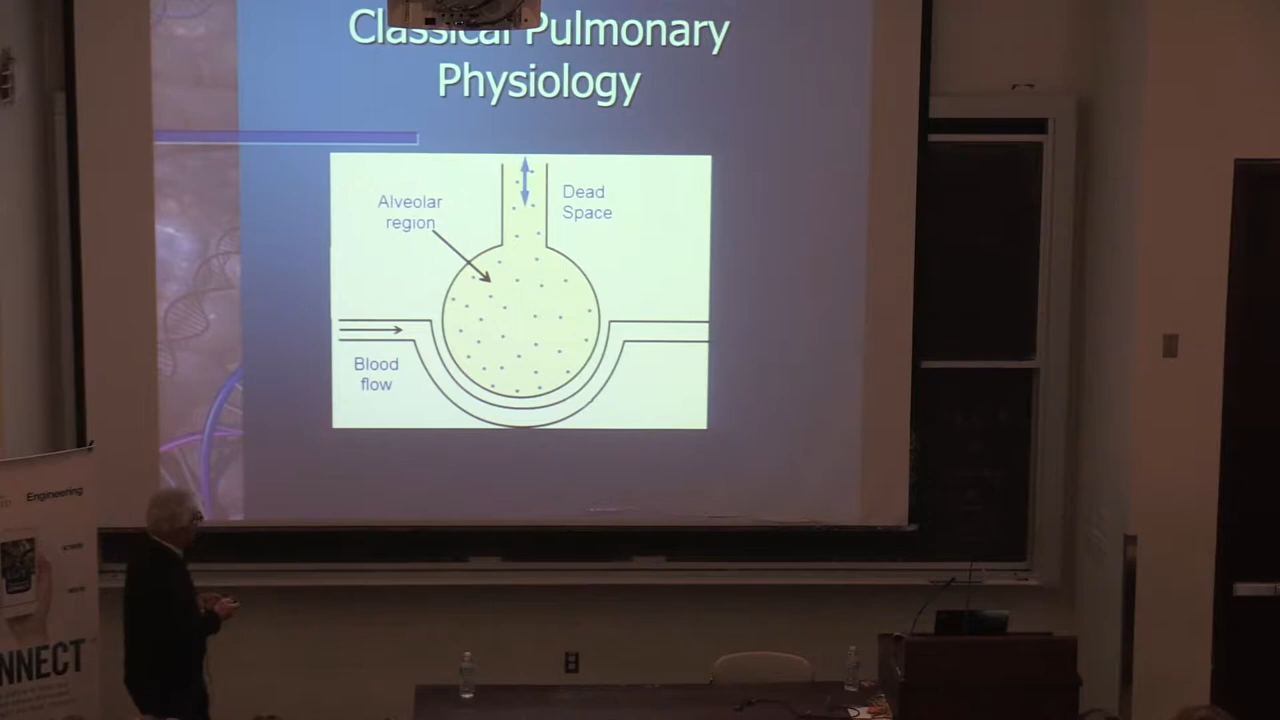 Classical Pulmonary
Physiology
Alveolar
region
Dead
Space
Blood
flow
Engineering
NNECT